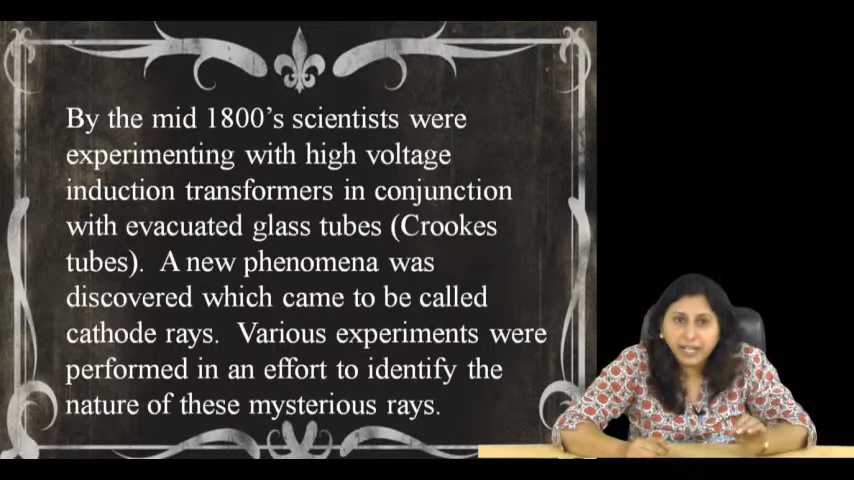 By the mid 1800's scientists were
experimenting with high voltage
induction transformers in conjunction
with evacuated glass tubes (Crookes
tubes).  A new phenomena was
discovered which came to be called
cathode rays.  Various experiments were
performed in an effort to identify the
nature of these mysterious rays.